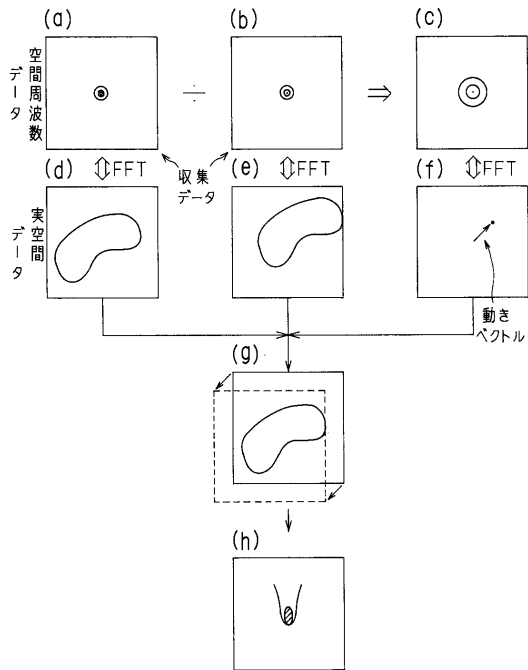 (a)
(b)
(c)
空間周波数
データ
÷
⇒
(d)
⇕FFT
収集
データ
(e)
⇕FFT
(f)
⇕FFT
実空間
データ
動き
ベクトル
(g)
(h)